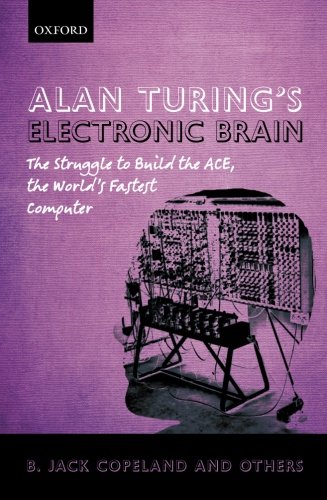 OXFORD
ALAN TURING'S
ELECTRONIC BRAIN
The Struggle to Build the ACE,
the World's Fastest
Computer
B. JACK COPELAND AND OTHERS